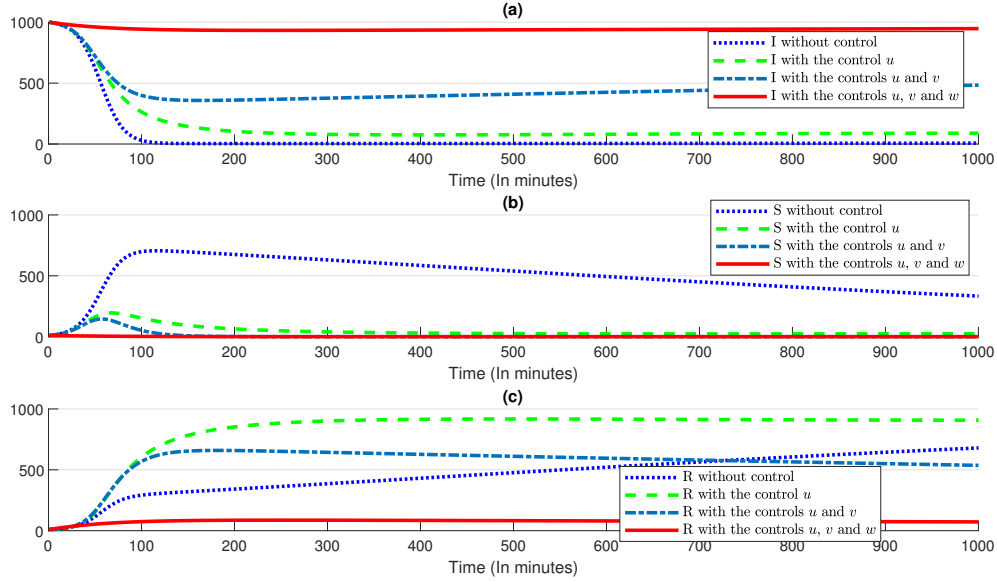 (a)
1000
500
0
I without control
I with the control u
I with the controls u and v
I with the controls u, v and w
0 100 200 300 400 500 600 700 800 900 1000
Time (In minutes)
(b)
1000
500
0
S without control
S with the control u
S with the controls u and v
S with the controls u, v and w
0 100 200 300 400 500 600 700 800 900 1000
Time (In minutes)
(c)
1000
500
0
R without control
R with the control u
R with the controls u and v
R with the controls u, v and w
0 100 200 300 400 500 600 700 800 900 1000
Time (In minutes)